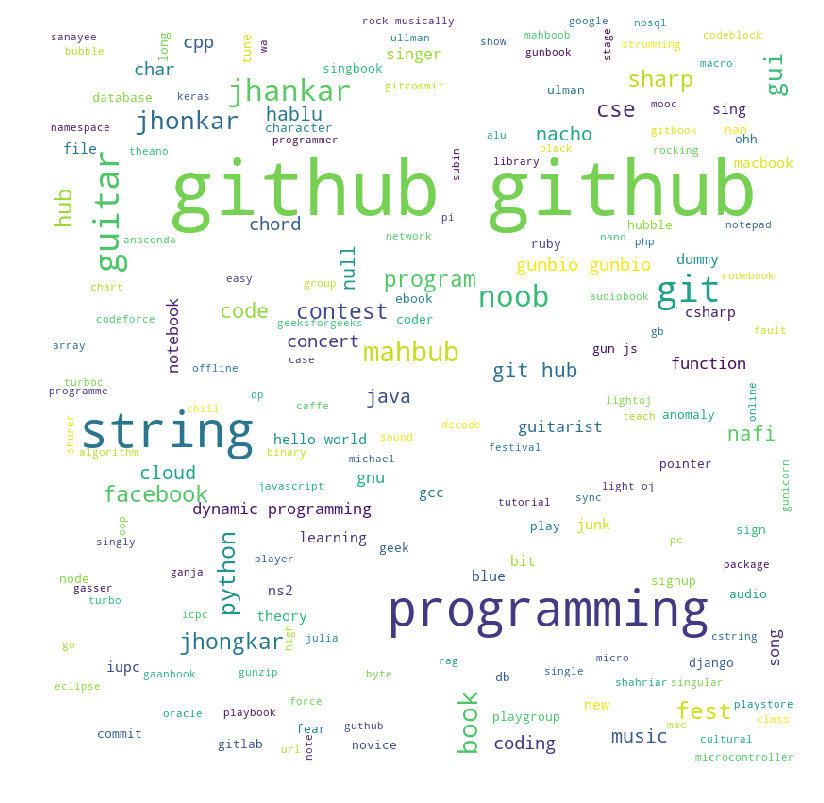 rock musically
google
nosql
sanayee
bubble
long
cpp
tune
wa
ullman
singer
show
mahboob
gunbook
stage
strumming
codeblock
char
singbook
gitcommit
macro
gui
database
keras
jhankar
ulman
sharp
namespace
jhonkar
hablu
character
programmer
cse
mooc
sing
file
theano
alu
nacho
black
gitbook
nan
ohh
library
rocking
macbook
subin
github
github
hub
guitar
chord
pi
hubble
notepad
anaconda
network
ruby
nand
php
null
gunbio gunbio
dummy
chart
easy
group
program
ebook
noob
audiobook
git
codebook
codeforce
code
contest
geeksforgeeks
coder
csharp
notebook
gb
fault
array
concert
case
mahbub
gun js
function
offline
git hub
turboc
programme
op
java
caffe
lightoj
online
chill
shurer
string
hello world
sound
decode
guitarist
teach
anomaly
nafi
algorithm
binary
michael
festival
cloud
gnu
pointer
facebook
javascript
gcc
light oj
sync
gunicorn
dynamic programming
tutorial
oop
singly
python
learning
geek
play
junk
sign
pc
player
bit
package
node
gasser
ganja
ns2
blue
signup
turbo
audio
icpc
theory
programming
jhongkar
high
julia
cstring
song
go
iupc
gaanbook
gunzip
byte
rag
db
single
micro
django
eclipse
shahriar
singular
force
oracle
playbook
fear
guthub
book
playgroup
new
fest
playstore
class
commit
gitlab
url
note
novice
coding
music
mac
cultural
microcontroller